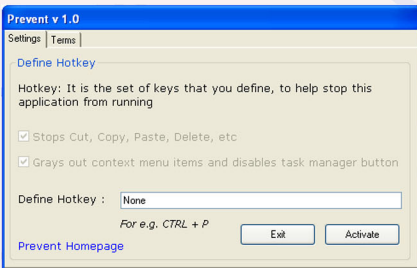 Prevent v 1.0
Settings Terms
Define Hotkey
Hotkey: It is the set of keys that you define, to help stop this
application from running
Stops Cut, Copy, Paste, Delete, etc
Grays out context menu items and disables task manager button
Define Hotkey : None
For e.g. CTRL + P
Exit Activate
Prevent Homepage